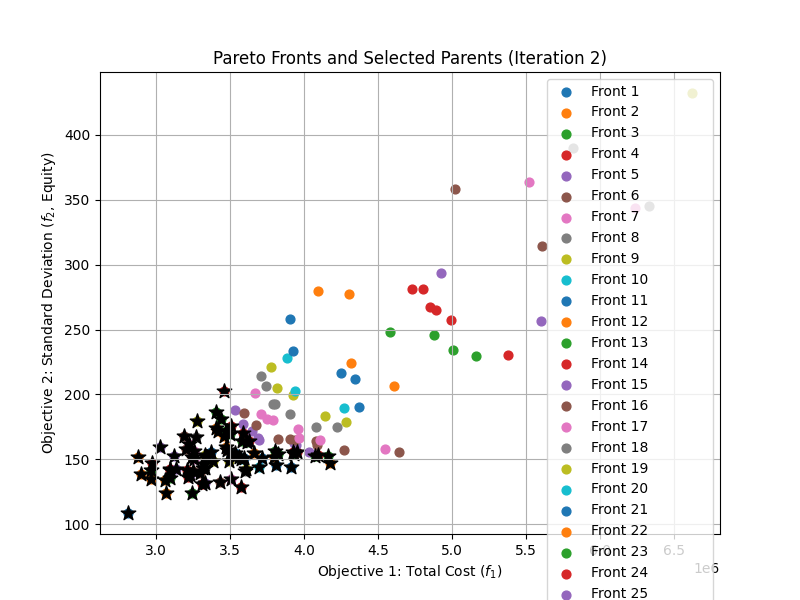 Pareto Fronts and Selected Parents (Iteration 2)
Objective 2: Standard Deviation (f₂, Equity)
400
350
300
250
200
150
100
3.0 3.5 4.0 4.5 5.0 5.5 6.0 6.5
1e6
Objective 1: Total Cost (f₁)
Front 1
Front 2
Front 3
Front 4
Front 5
Front 6
Front 7
Front 8
Front 9
Front 10
Front 11
Front 12
Front 13
Front 14
Front 15
Front 16
Front 17
Front 18
Front 19
Front 20
Front 21
Front 22
Front 23
Front 24
Front 25